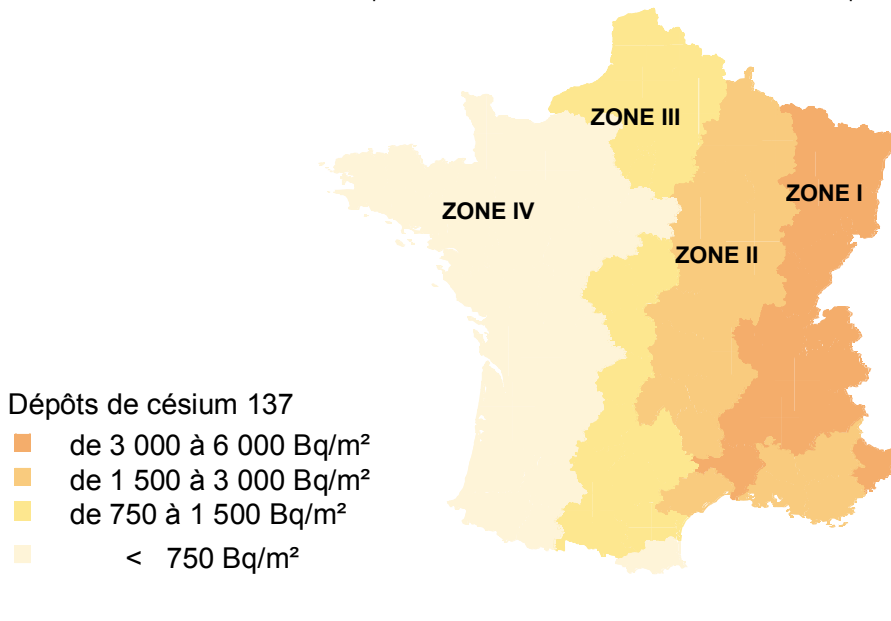 ZONE III
ZONE I
ZONE IV
ZONE II
Dépôts de césium 137
de 3 000 à 6 000 Bq/m²
de 1 500 à 3 000 Bq/m²
de 750 à 1 500 Bq/m²
< 750 Bq/m²